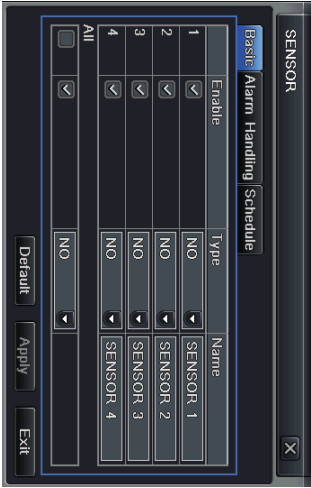 SENSOR
Basic Alarm Handling Schedule
Enable Type Name
1 NO SENSOR 1
2 NO SENSOR 2
3 NO SENSOR 3
4 NO SENSOR 4
All
NO
Default Apply Exit